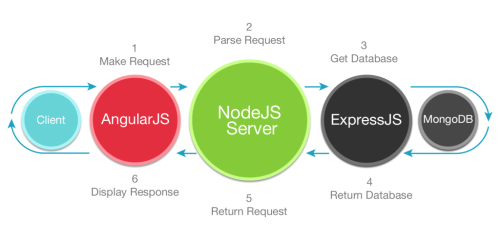 2
Parse Request
1
Make Request
3
Get Database
Client
AngularJS
NodeJS
Server
ExpressJS
MongoDB
6
Display Response
5
Return Request
4
Return Database